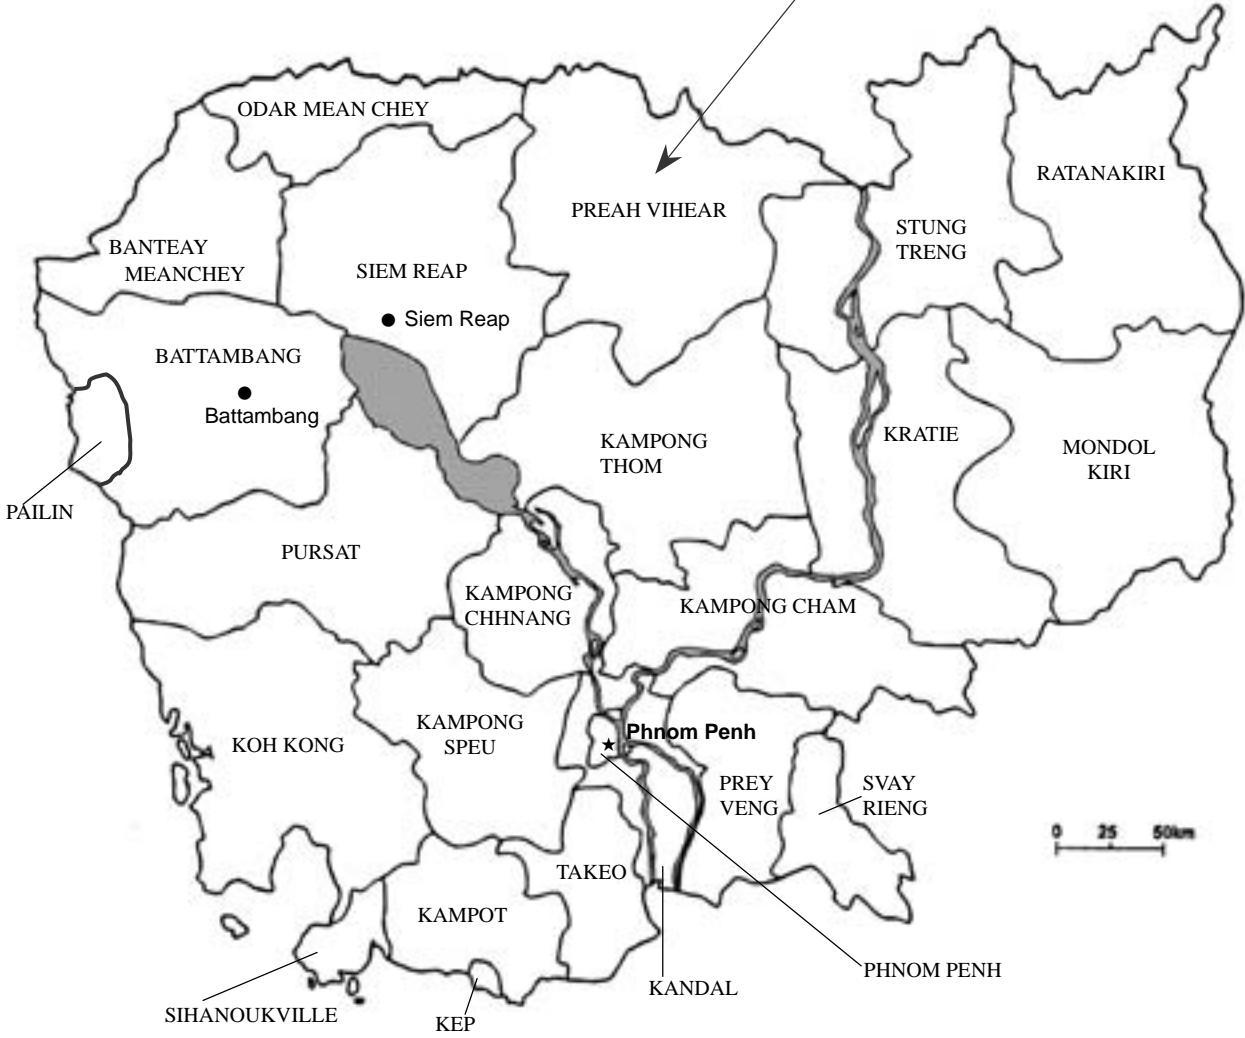 ODAR MEAN CHEY
RATANAKIRI
PREAH VIHEAR
STUNG
TRENG
BANTEAY
MEANCHEY
SIEM REAP
Siem Reap
BATTAMBANG
Battambang
KAMPONG
THOM
KRATIE
MONDOL
KIRI
PAILIN
PURSAT
KAMPONG
CHHNANG
KAMPONG CHAM
KOH KONG
KAMPONG
SPEU
Phnom Penh
PREY
VENG
SVAY
RIENG
0 25 50km
TAKEO
KAMPOT
PHNOM PENH
KANDAL
SIHANOUKVILLE
KEP